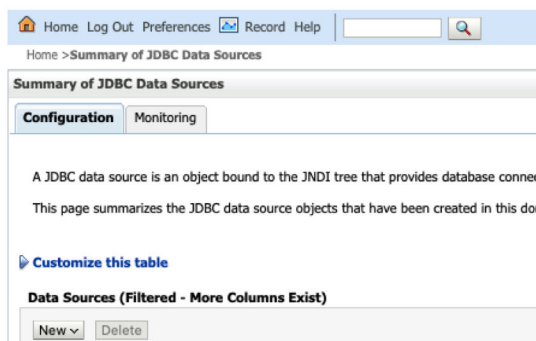 Home Log Out Preferences Record Help
Home >Summary of JDBC Data Sources
Summary of JDBC Data Sources
Configuration Monitoring
A JDBC data source is an object bound to the JNDI tree that provides database
This page summarizes the JDBC data source objects that have been created in this
Customize this table
Data Sources (Filtered - More Columns Exist)
New Delete